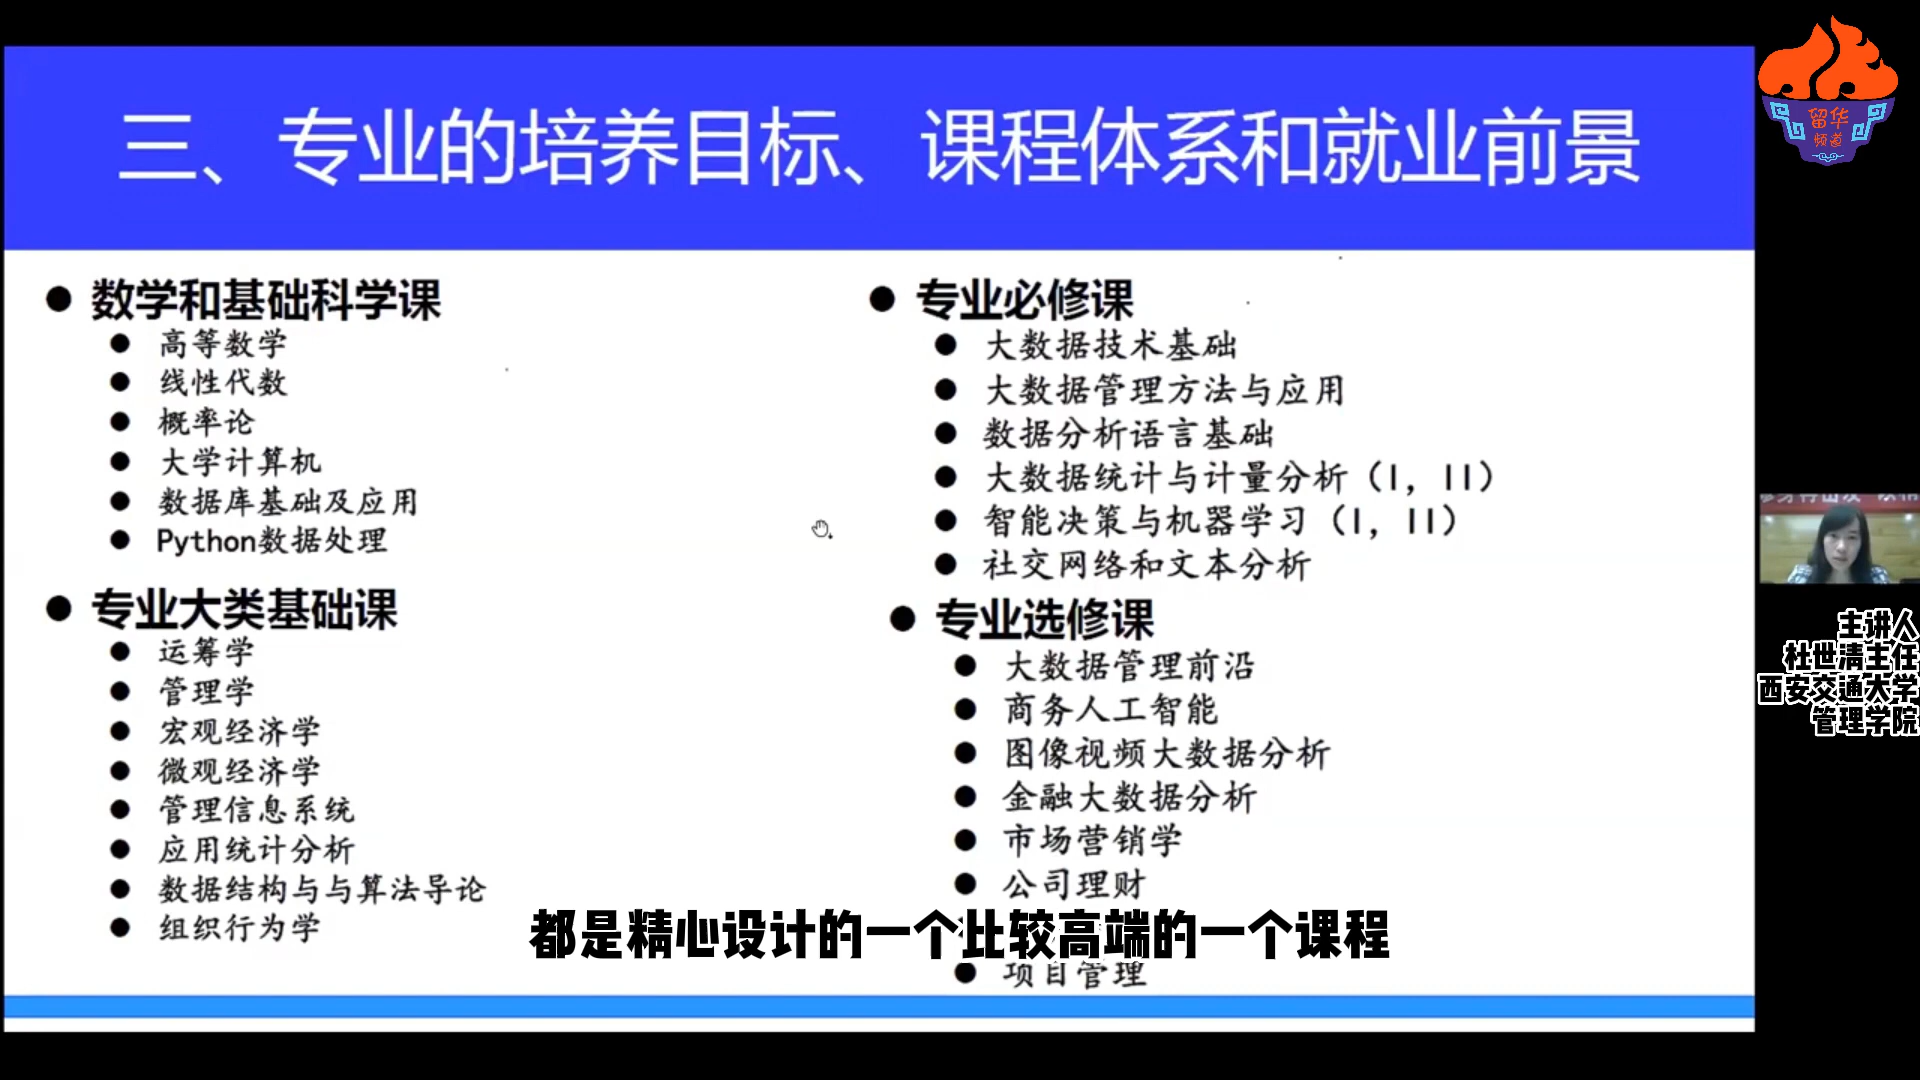 三、专业的培养目标、课程体系和就业前景
留华
频道
数学和基础科学课
高等数学
线性代数
概率论
大学计算机
数据库基础及应用
Python数据处理
专业大类基础课
运筹学
管理学
宏观经济学
微观经济学
管理信息系统
应用统计分析
数据结构与与算法导论
组织行为学
专业必修课
大数据技术基础
大数据管理方法与应用
数据分析语言基础
大数据统计与计量分析（I，II）
智能决策与机器学习（I，II）
社交网络和文本分析
专业选修课
大数据管理前沿
商务人工智能
图像视频大数据分析
金融大数据分析
市场营销学
公司理财
项目管理
都是精心设计的一个比较高端的一个课程
主讲人
杜世清主任
西安交通大学
管理学院